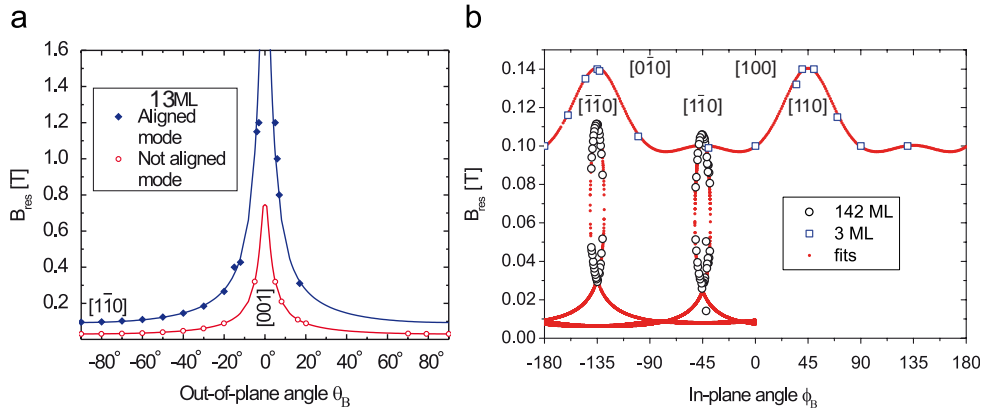 a
1.6
1.4
1.2
1.0
0.8
0.6
0.4
0.2
B_res [T]
13ML
Aligned mode
Not aligned mode
[11̅0]
[001]
-80° -60° -40° -20° 0° 20° 40° 60° 80°
Out-of-plane angle θ_B
b
0.14
0.12
0.10
0.08
0.06
0.04
0.02
0.00
B_res [T]
[01̅0] [100]
[1̅1̅0] [11̅0] [110]
142 ML
3 ML
fits
-180 -135 -90 -45 0 45 90 135 180
In-plane angle ϕ_B